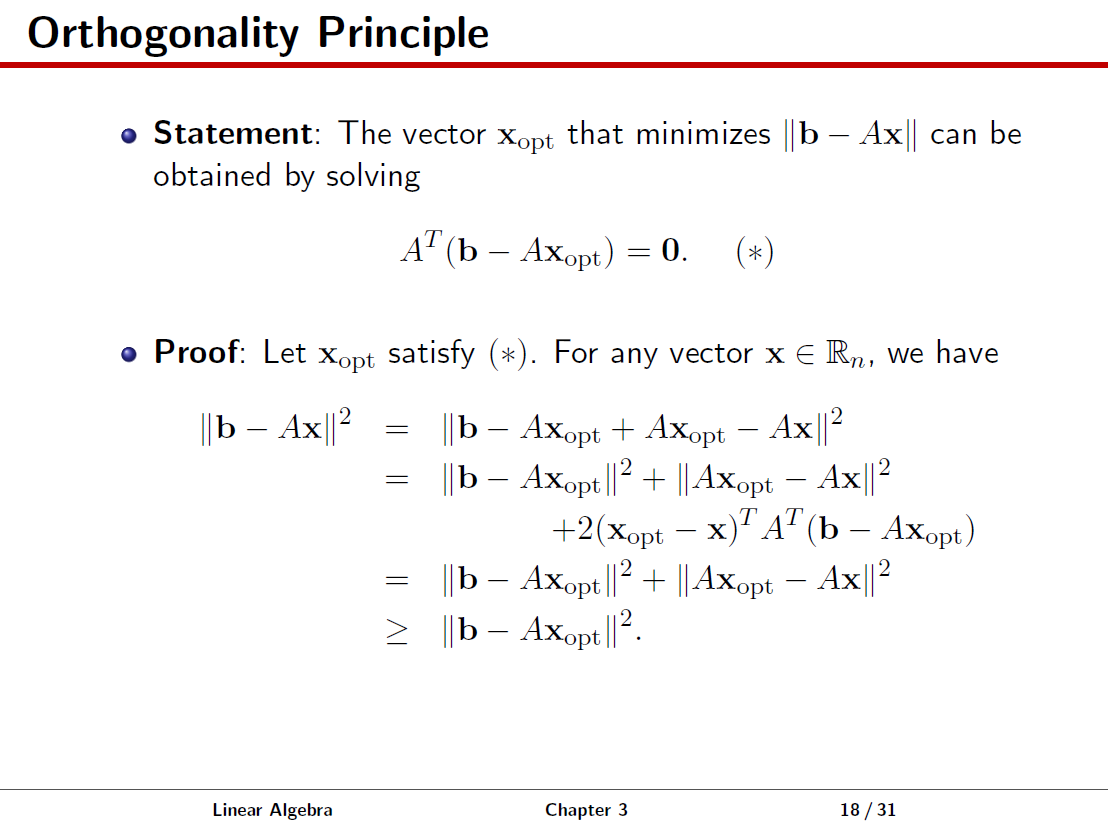 Orthogonality Principle
Statement: The vector x_opt that minimizes ‖b − Ax‖ can be
obtained by solving
A^T(b − Ax_opt) = 0. (∗)
Proof: Let x_opt satisfy (∗). For any vector x ∈ ℝ_n, we have
‖b − Ax‖² = ‖b − Ax_opt + Ax_opt − Ax‖²
= ‖b − Ax_opt‖² + ‖Ax_opt − Ax‖²
+2(x_opt − x)^T A^T(b − Ax_opt)
= ‖b − Ax_opt‖² + ‖Ax_opt − Ax‖²
≥ ‖b − Ax_opt‖².
Linear Algebra Chapter 3 18 / 31